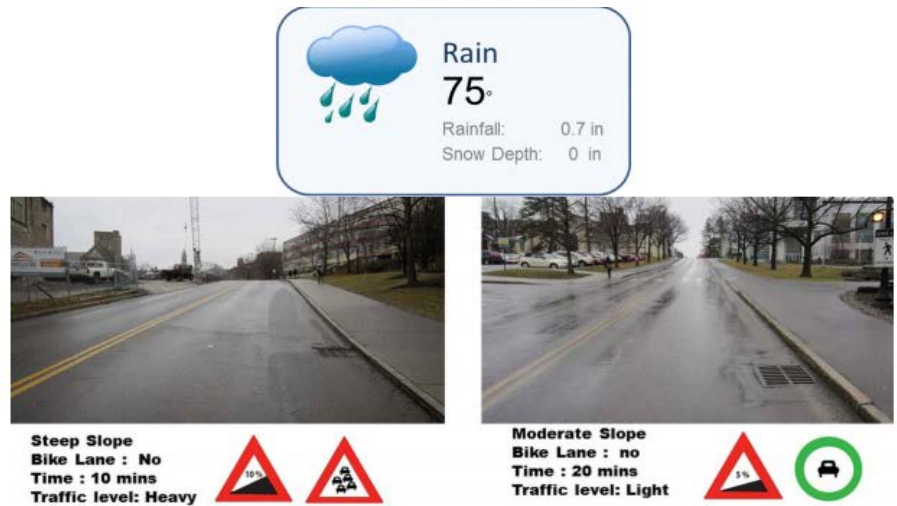 Rain
75°
Rainfall: 0.7 in
Snow Depth: 0 in
Steep Slope
Bike Lane : No
Time : 10 mins
Traffic level: Heavy
10%
Moderate Slope
Bike Lane : no
Time : 20 mins
Traffic level: Light
5%